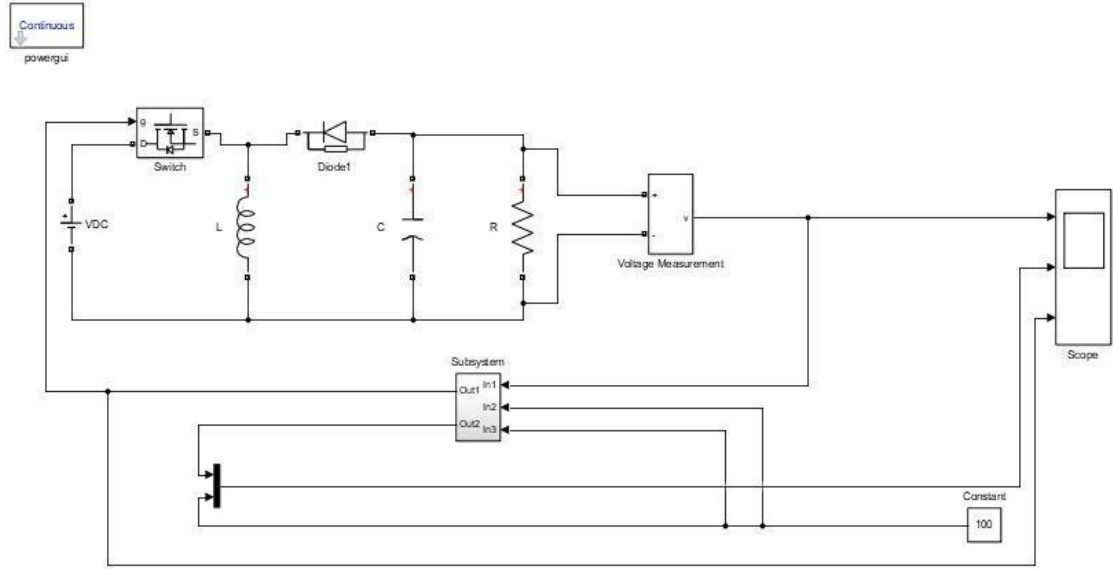 Continuous
powergui
g
D
S
Switch
Diode1
+
VDC
+
L
+
C
+
R
+
-
v
Voltage Measurement
Scope
Subsystem
Out1
Out2
In1
In2
In3
Constant
100